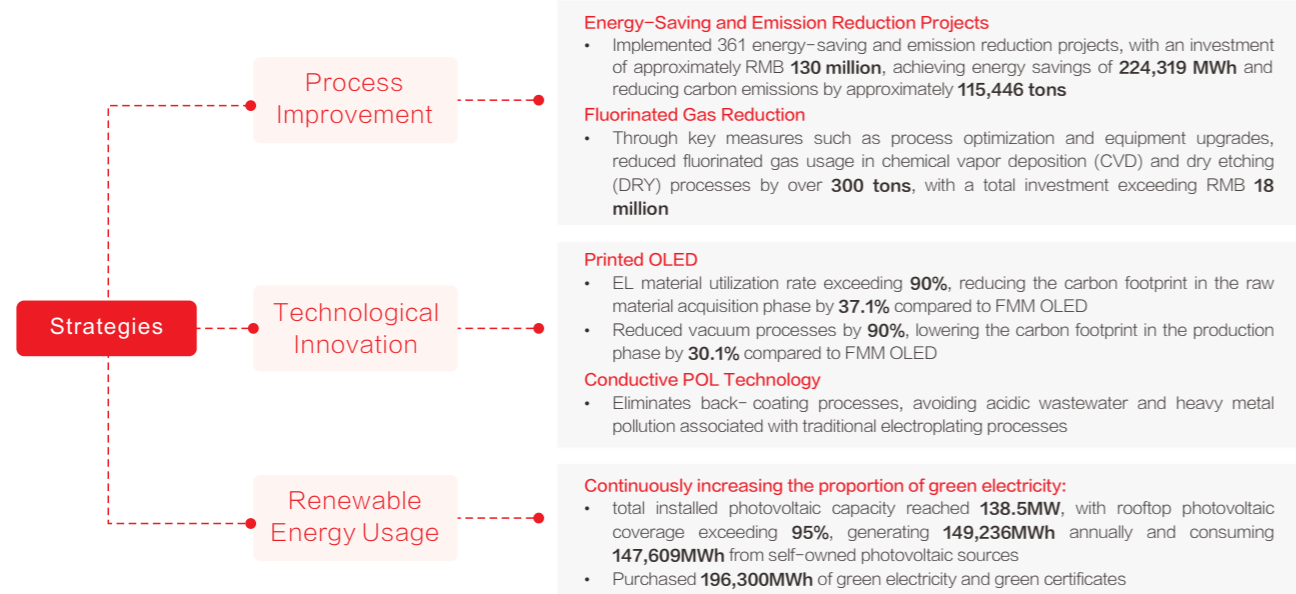 Strategies
Process
Improvement
Energy-Saving and Emission Reduction Projects
• Implemented 361 energy-saving and emission reduction projects, with an investment
of approximately RMB 130 million, achieving energy savings of 224,319 MWh and
reducing carbon emissions by approximately 115,446 tons
Fluorinated Gas Reduction
• Through key measures such as process optimization and equipment upgrades,
reduced fluorinated gas usage in chemical vapor deposition (CVD) and dry etching
(DRY) processes by over 300 tons, with a total investment exceeding RMB 18
million
Technological
Innovation
Printed OLED
• EL material utilization rate exceeding 90%, reducing the carbon footprint in the raw
material acquisition phase by 37.1% compared to FMM OLED
• Reduced vacuum processes by 90%, lowering the carbon footprint in the production
phase by 30.1% compared to FMM OLED
Conductive POL Technology
• Eliminates back- coating processes, avoiding acidic wastewater and heavy metal
pollution associated with traditional electroplating processes
Renewable
Energy Usage
Continuously increasing the proportion of green electricity:
• total installed photovoltaic capacity reached 138.5MW, with rooftop photovoltaic
coverage exceeding 95%, generating 149,236MWh annually and consuming
147,609MWh from self-owned photovoltaic sources
• Purchased 196,300MWh of green electricity and green certificates